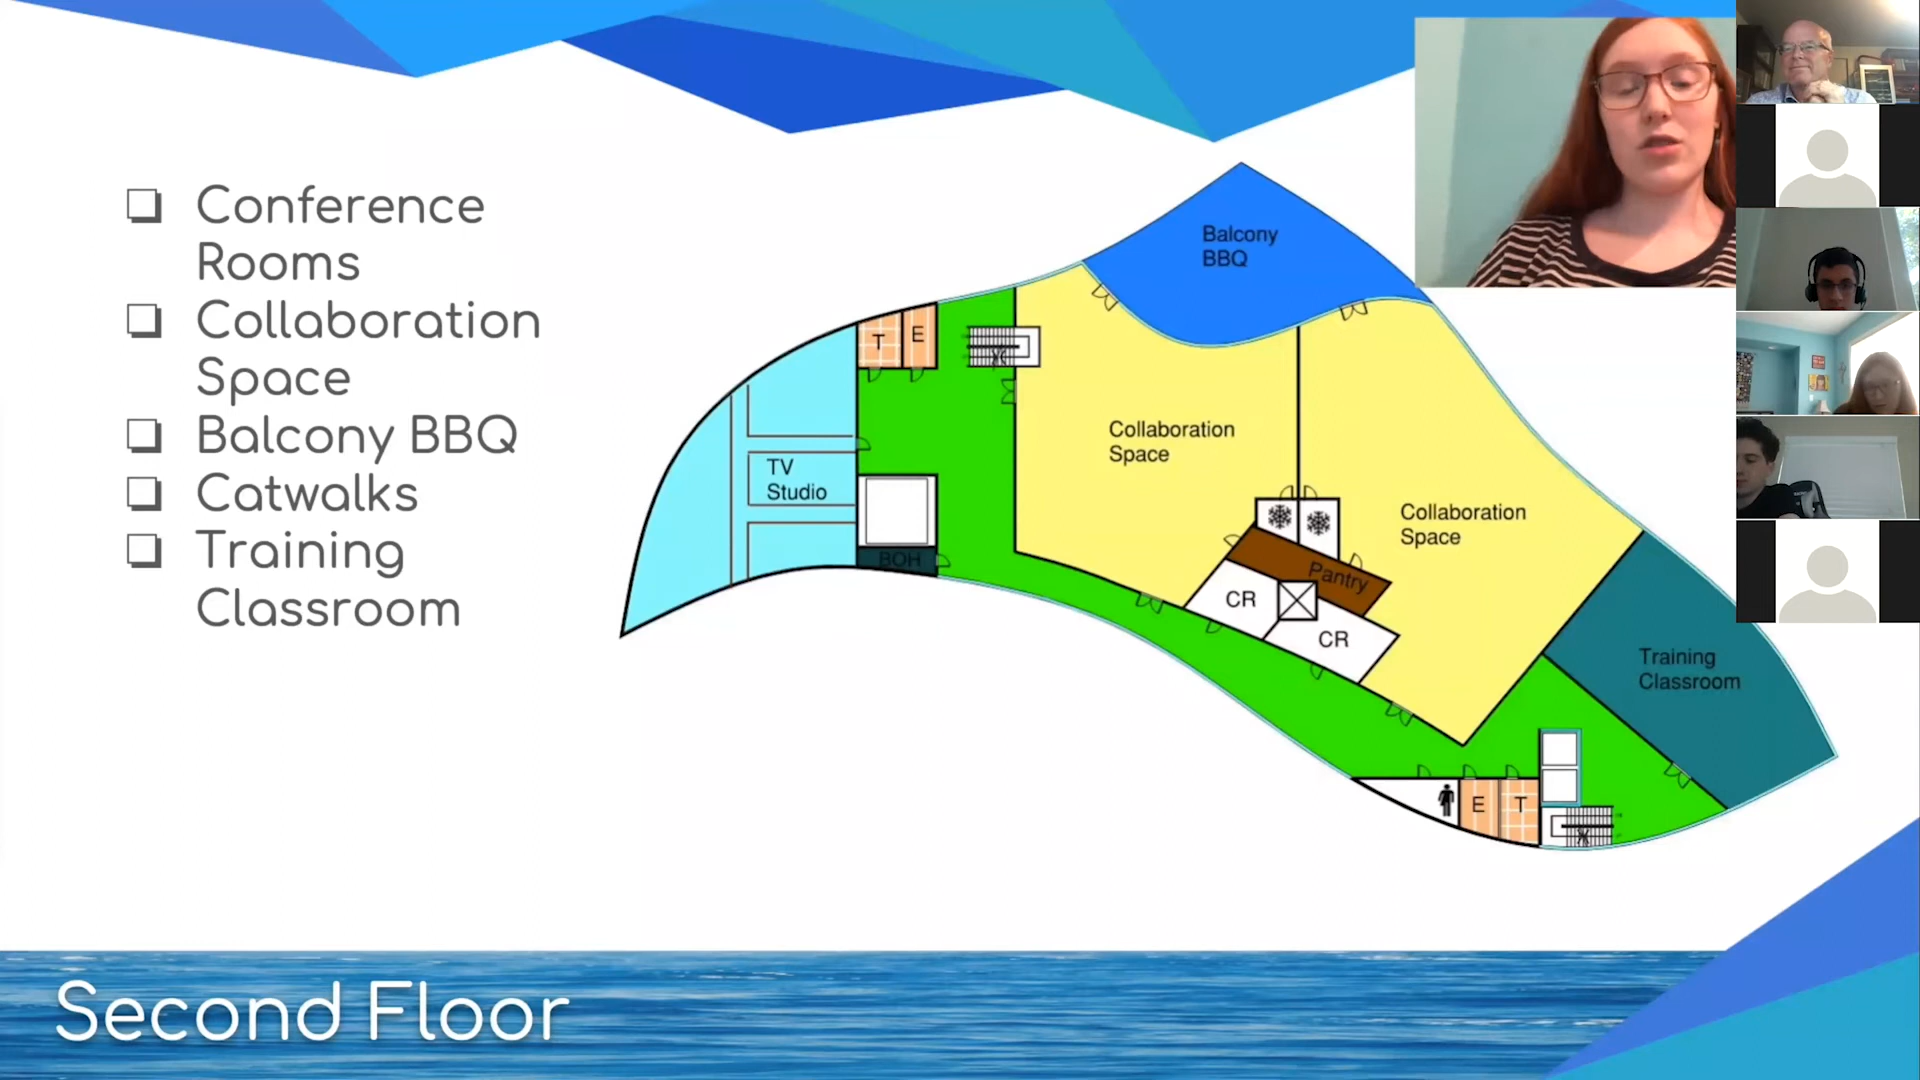 Conference
Rooms
Collaboration
Space
Balcony BBQ
Catwalks
Training
Classroom
Balcony
BBQ
T
E
Collaboration
Space
TV
Studio
Collaboration
Space
BOH
Pantry
CR
CR
Training
Classroom
E
T
Second Floor